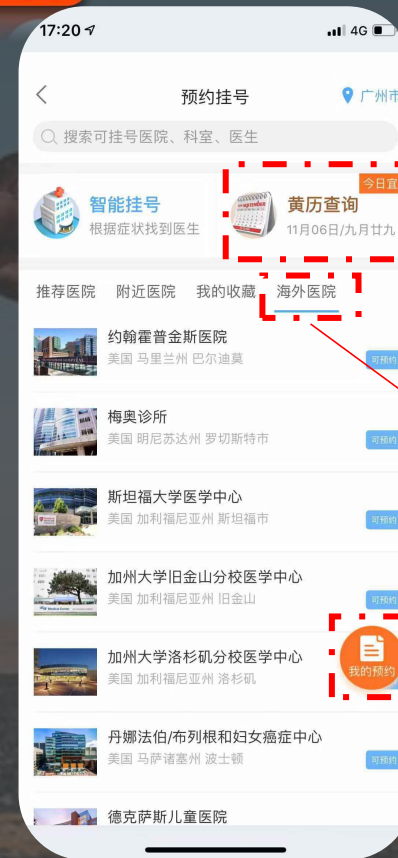 17:20
4G
预约挂号
广州市
搜索可挂号医院、科室、医生
智能挂号
根据症状找到医生
今日宜
黄历查询
11月06日/九月廿九
推荐医院 附近医院 我的收藏 海外医院
约翰霍普金斯医院
美国 马里兰州 巴尔迪莫
可预约
梅奥诊所
美国 明尼苏达州 罗切斯特市
可预约
斯坦福大学医学中心
美国 加利福尼亚州 斯坦福市
可预约
加州大学旧金山分校医学中心
美国 加利福尼亚州 旧金山
可预约
加州大学洛杉矶分校医学中心
美国 加利福尼亚州 洛杉矶
我的预约
丹娜法伯/布列根和妇女癌症中心
美国 马萨诸塞州 波士顿
可预约
德克萨斯儿童医院